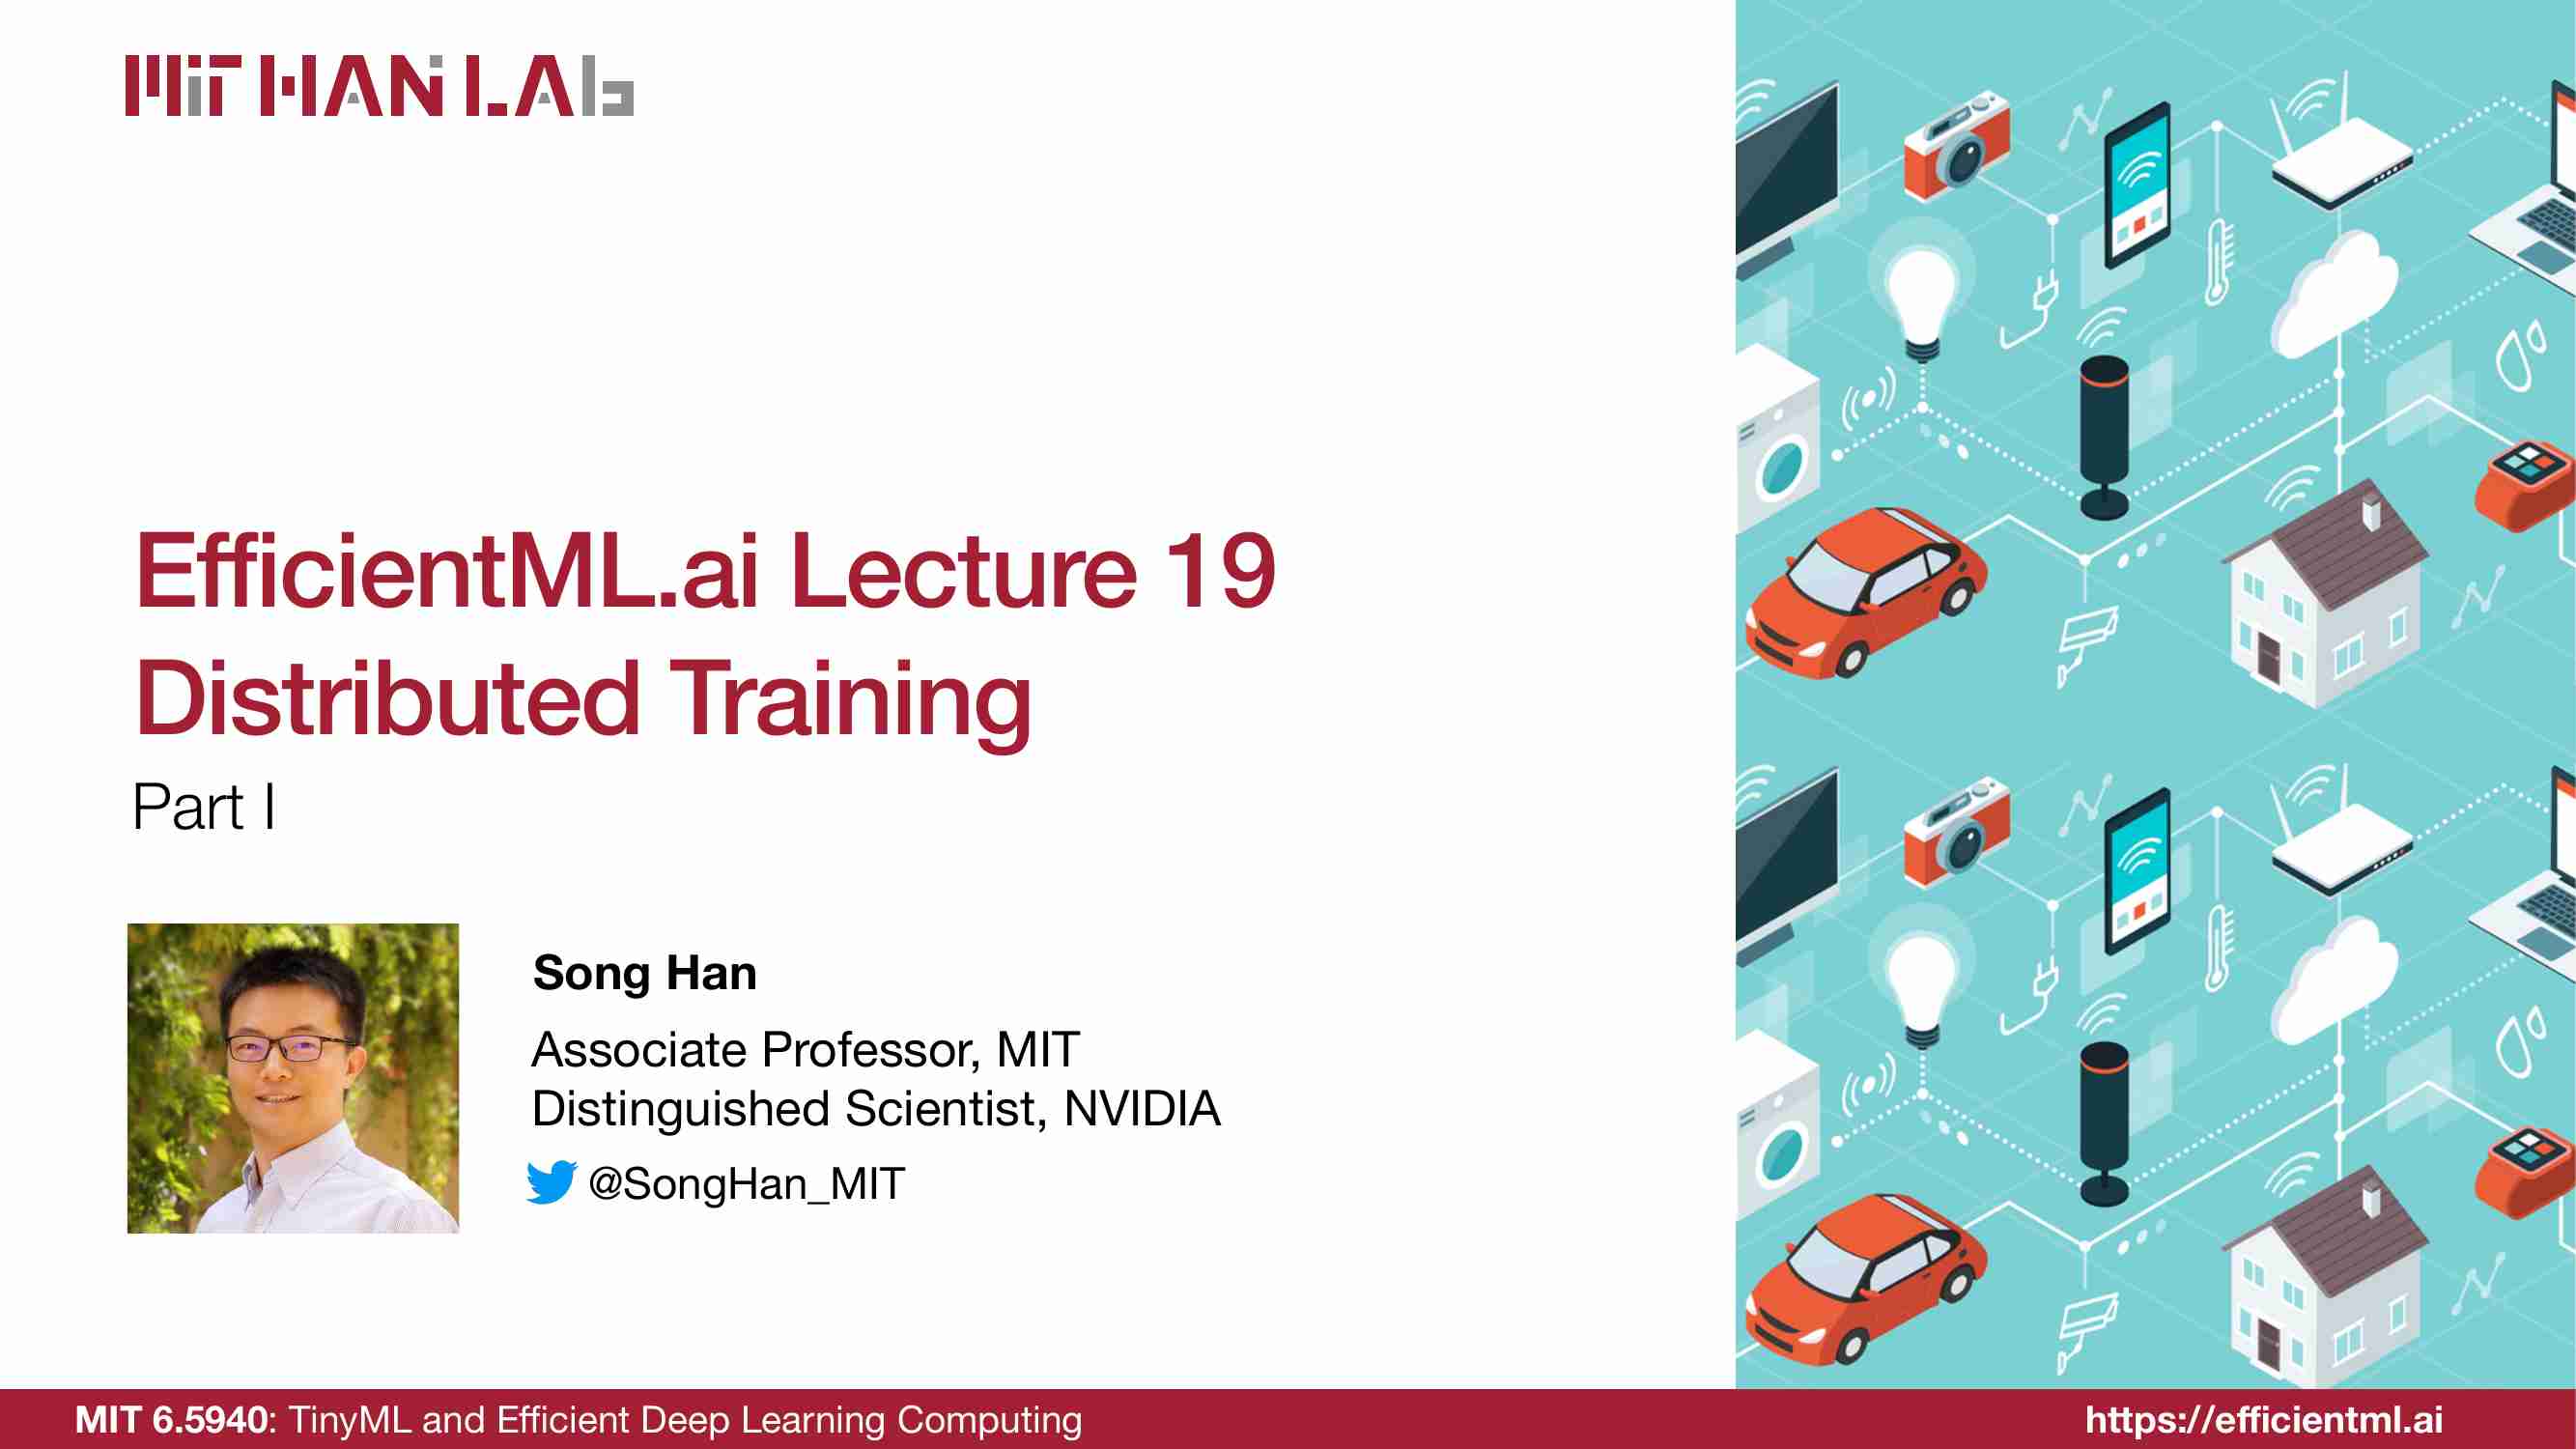 MIT HAN LAb
EfficientML.ai Lecture 19
Distributed Training
Part I
Song Han
Associate Professor, MIT
Distinguished Scientist, NVIDIA
@SongHan_MIT
MIT 6.5940: TinyML and Efficient Deep Learning Computing
https://efficientml.ai